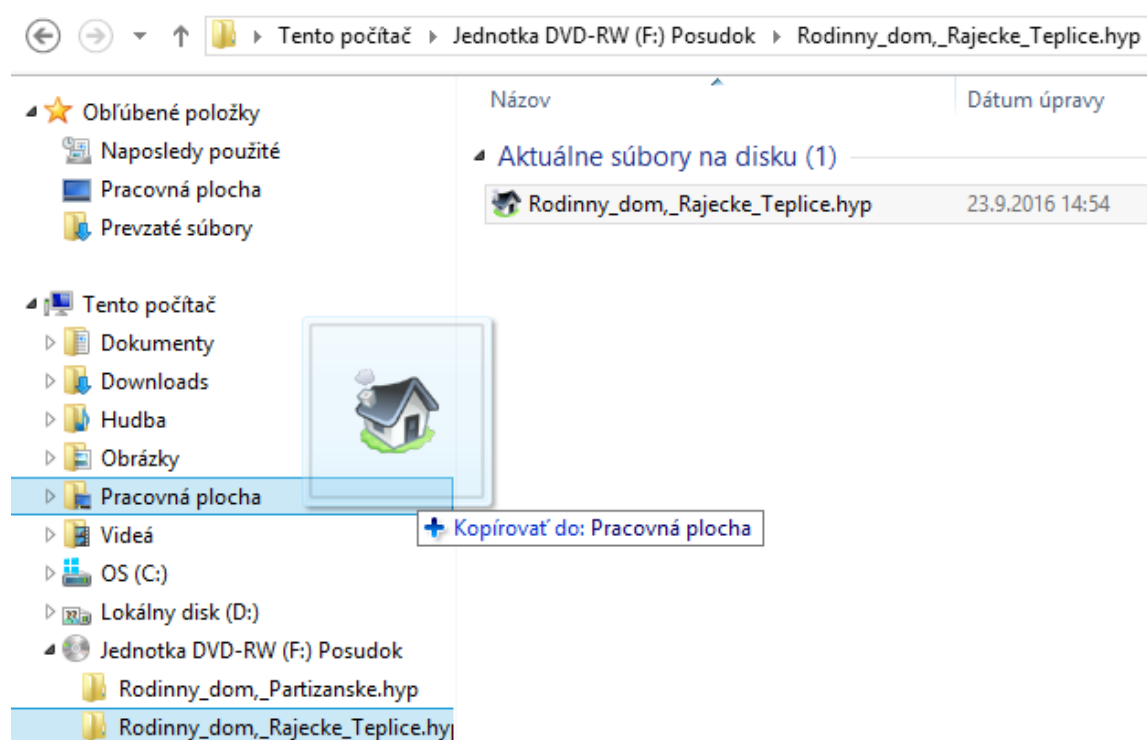 Tento počítač Jednotka DVD-RW (F:) Posudok Rodinny_dom,_Rajecke_Teplice.hyp
Obľúbené položky
Naposledy použité
Pracovná plocha
Prevzaté súbory
Tento počítač
Dokumenty
Downloads
Hudba
Obrázky
Pracovná plocha
Videá
OS (C:)
Lokálny disk (D:)
Jednotka DVD-RW (F:) Posudok
Rodinny_dom,_Partizanske.hyp
Rodinny_dom,_Rajecke_Teplice.hyp
Názov Dátum úpravy
Aktuálne súbory na disku (1)
Rodinny_dom,_Rajecke_Teplice.hyp 23.9.2016 14:54
Kopírovať do: Pracovná plocha